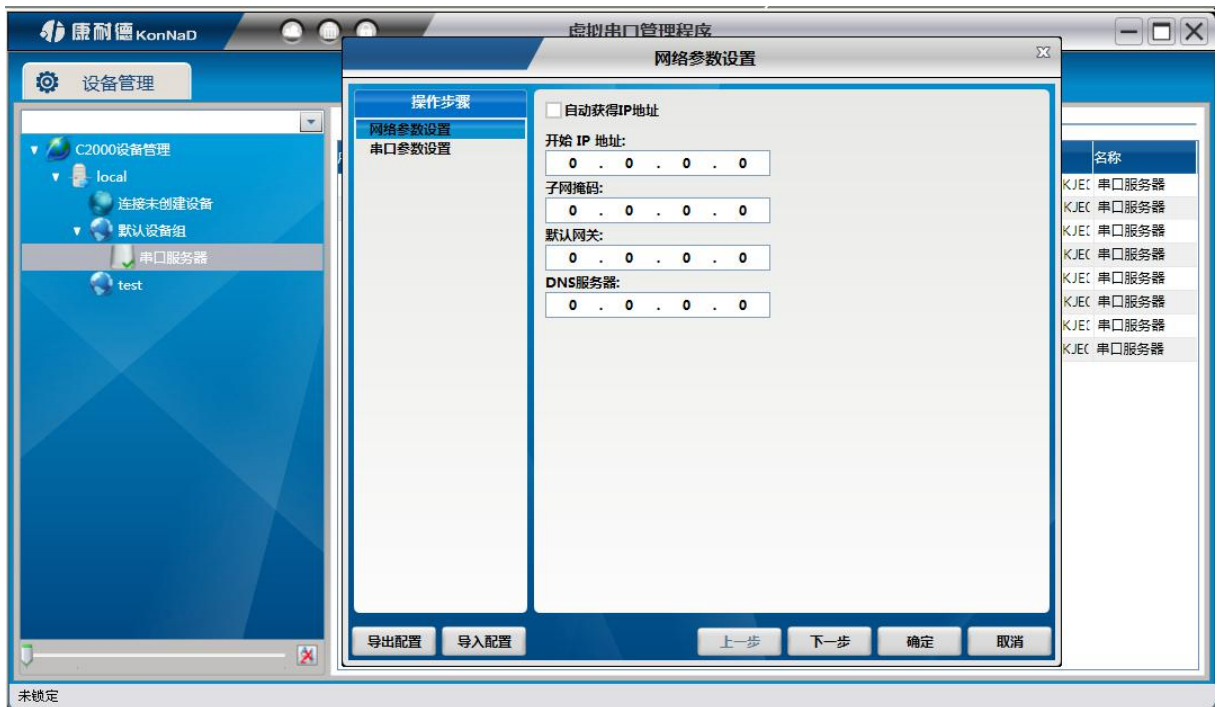 康耐德 KonNaD
虚拟串口管理程序
设备管理
C2000设备管理
local
连接未创建设备
默认设备组
串口服务器
test
网络参数设置
操作步骤
网络参数设置
串口参数设置
自动获得IP地址
开始 IP 地址:
0 . 0 . 0 . 0
子网掩码:
0 . 0 . 0 . 0
默认网关:
0 . 0 . 0 . 0
DNS服务器:
0 . 0 . 0 . 0
导出配置 导入配置 上一步 下一步 确定 取消
名称
串口服务器
串口服务器
串口服务器
串口服务器
串口服务器
串口服务器
串口服务器
串口服务器
未锁定